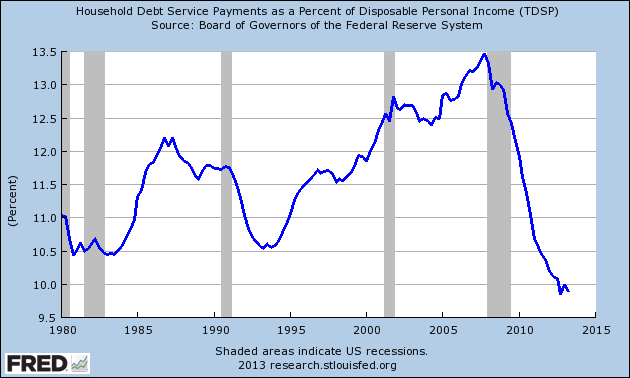 Household Debt Service Payments as a Percent of Disposable Personal Income (TDSP)
Source: Board of Governors of the Federal Reserve System
13.5
13.0
12.5
12.0
11.5
11.0
10.5
10.0
9.5
(Percent)
1980 1985 1990 1995 2000 2005 2010 2015
Shaded areas indicate US recessions.
2013 research.stlouisfed.org
FRED